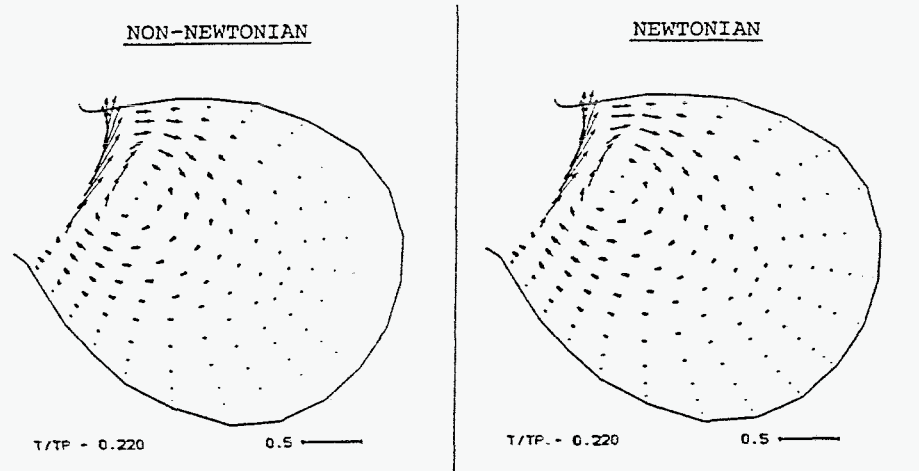 NON-NEWTONIAN
NEWTONIAN
T/TP - 0.220
0.5
T/TP. - 0.220
0.5